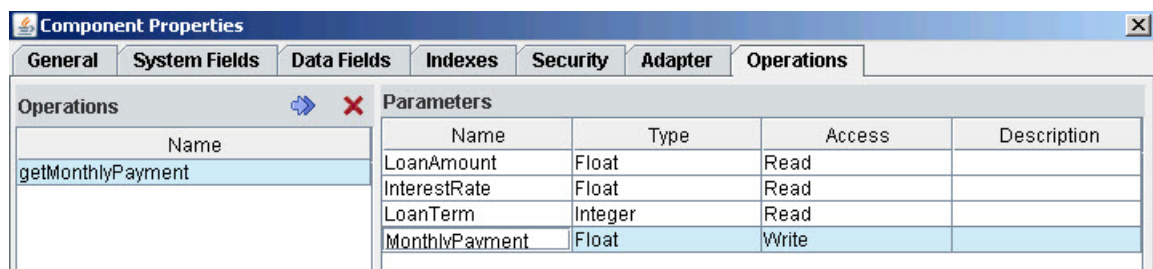 Component Properties
General System Fields Data Fields Indexes Security Adapter Operations
Operations
Name
getMonthlyPayment
Parameters
Name Type Access Description
LoanAmount Float Read
InterestRate Float Read
LoanTerm Integer Read
MonthlyPayment Float Write